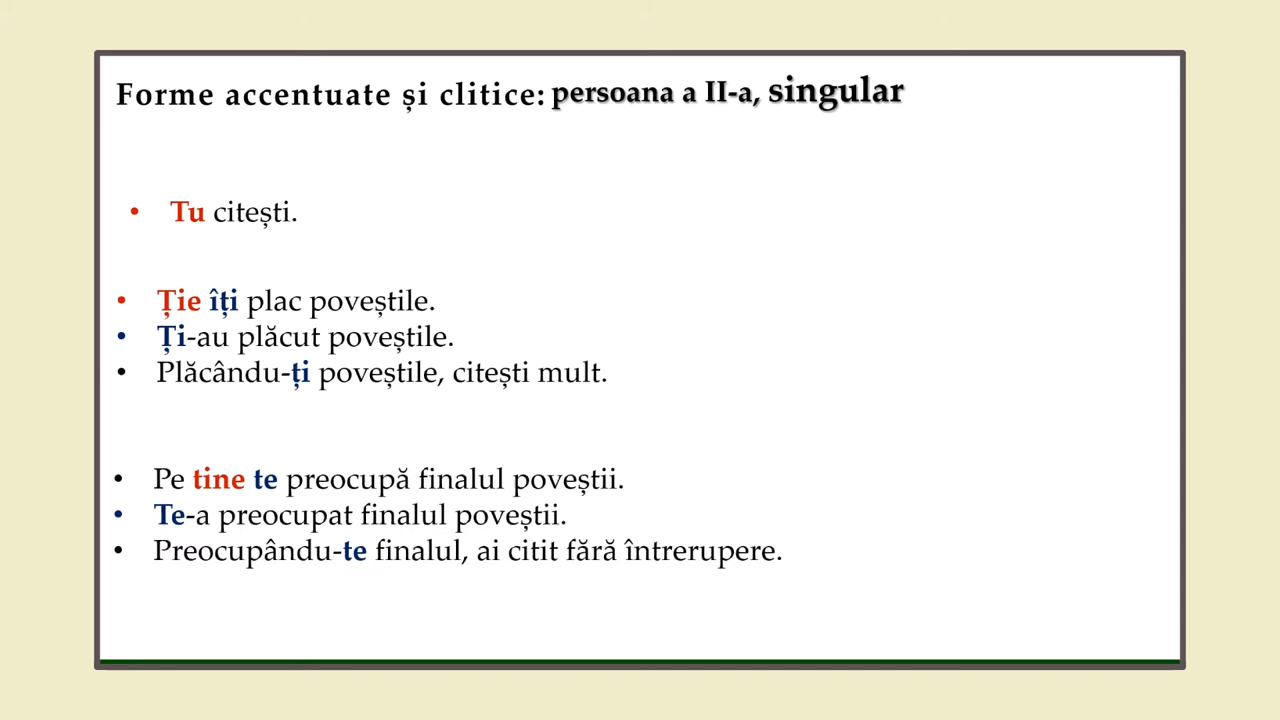 Forme accentuate și clitice: persoana a II-a, singular
• Tu citești.
• Ție îți plac poveștile.
• Ți-au plăcut poveștile.
• Plăcându-ți poveștile, citești mult.
• Pe tine te preocupă finalul poveștii.
• Te-a preocupat finalul poveștii.
• Preocupându-te finalul, ai citit fără întrerupere.